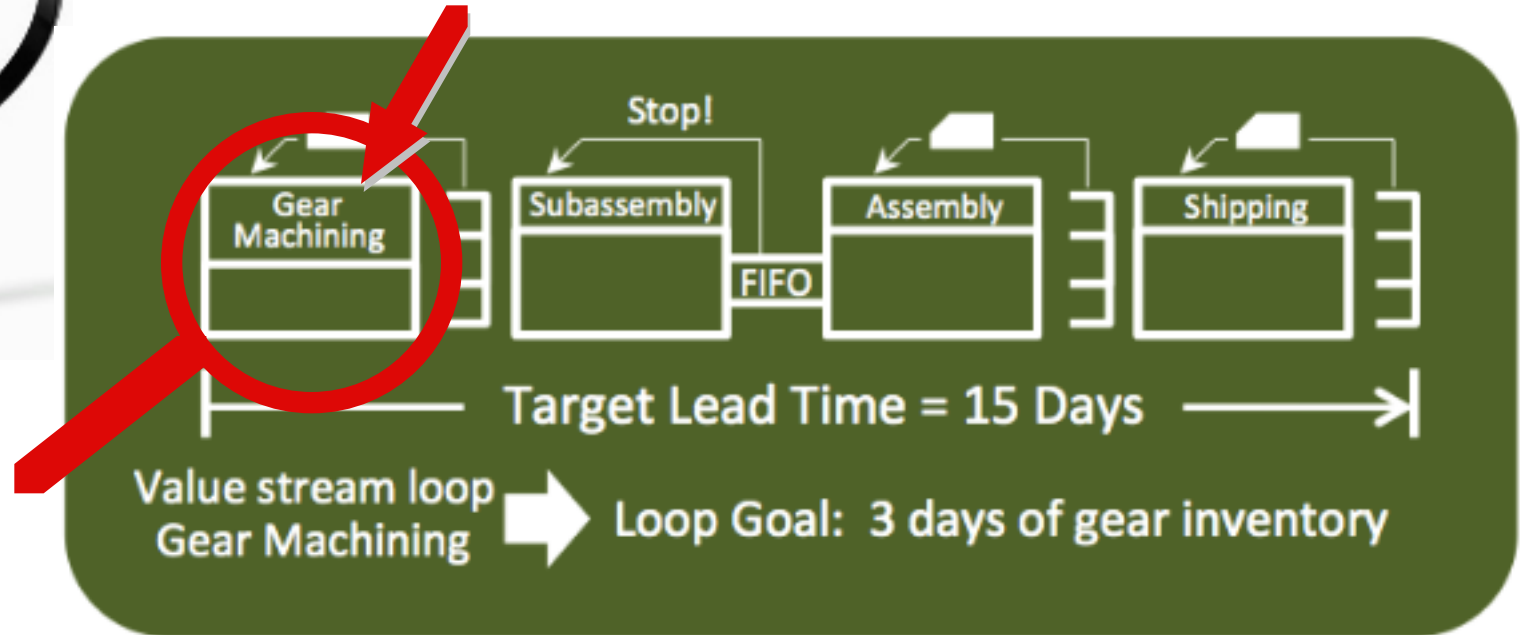 Stop!
Gear
Machining
Subassembly
FIFO
Assembly
Shipping
Target Lead Time = 15 Days
Value stream loop
Gear Machining
Loop Goal: 3 days of gear inventory